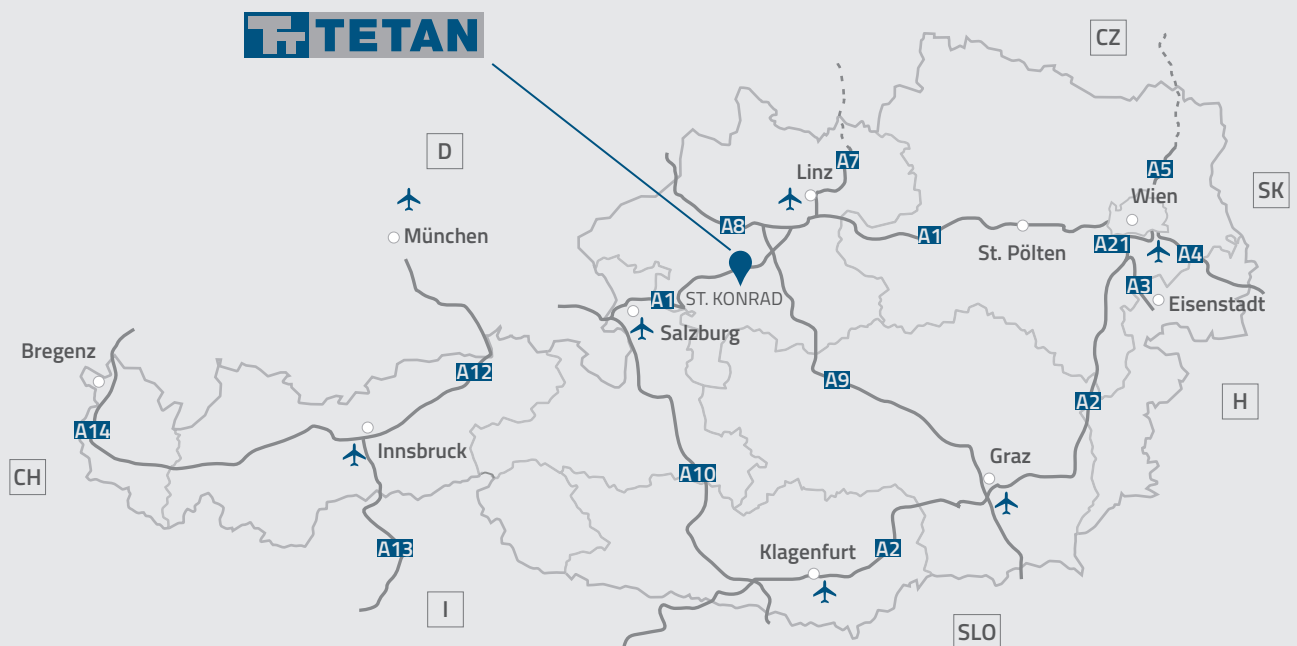 TT TETAN
CZ
D
A7
Linz
A5
SK
Wien
München
A8
A1
A21
St. Pölten
A4
A3
A1
ST. KONRAD
Eisenstadt
Salzburg
Bregenz
A12
A9
H
A2
A14
Innsbruck
Graz
CH
A10
A13
Klagenfurt
A2
I
SLO